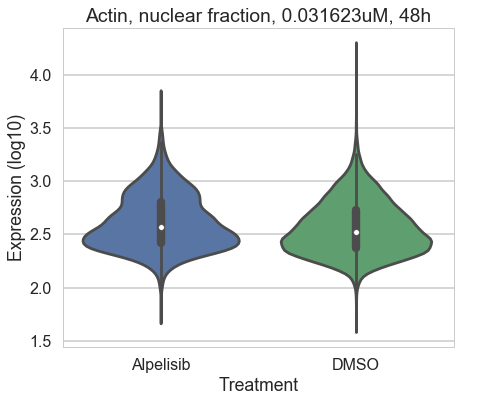 Actin, nuclear fraction, 0.031623uM, 48h
Expression (log10)
4.0
3.5
3.0
2.5
2.0
1.5
Alpelisib
DMSO
Treatment